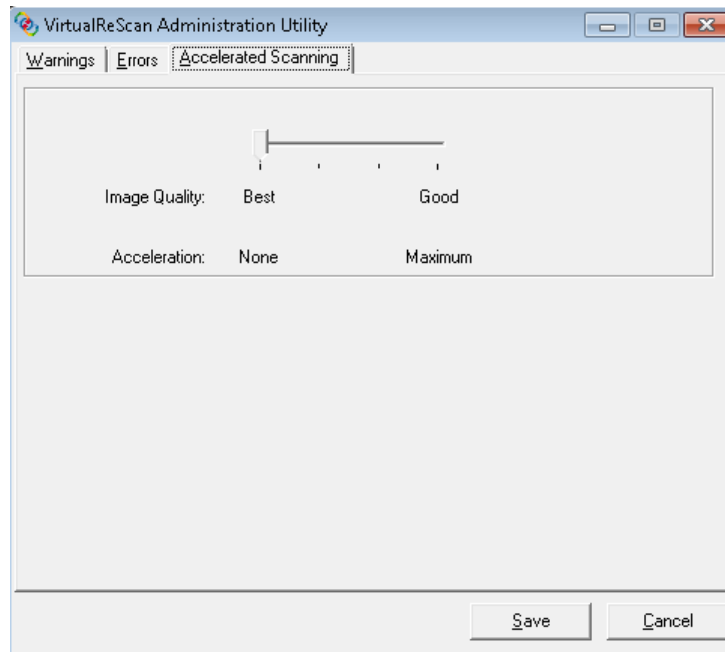 VirtualReScan Administration Utility
Warnings Errors Accelerated Scanning
Image Quality: Best Good
Acceleration: None Maximum
Save Cancel